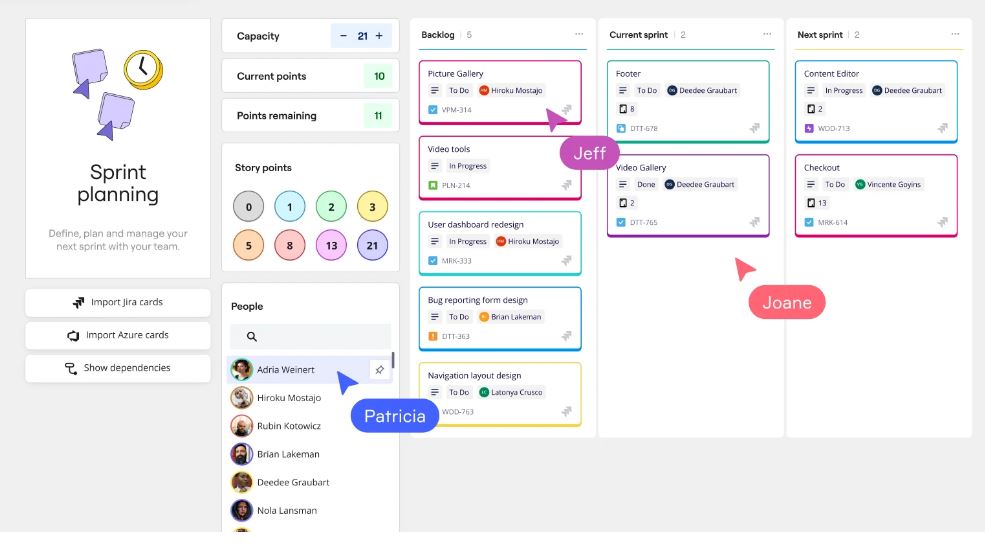 Sprint
planning
Define, plan and manage your
next sprint with your team.
Import Jira cards
Import Azure cards
Show dependencies
Capacity
− 21 +
Current points
10
Points remaining
11
Story points
0 1 2 3
5 8 13 21
People
Adria Weinert
Hiroku Mostajo
Rubin Kotowicz
Brian Lakeman
Deedee Graubart
Nola Lansman
Patricia
Backlog 5 ...
Picture Gallery
To Do HM Hiroku Mostajo
VPM-314
Jeff
Video tools
In Progress
PLN-214
User dashboard redesign
In Progress Hiroku Mostajo
MRK-333
Bug reporting form design
To Do Brian Lakeman
DTT-363
Navigation layout design
To Do LC Latonya Crusco
WOD-763
Current sprint 2 ...
Footer
To Do DG Deedee Graubart
8
DTT-678
Video Gallery
Done DG Deedee Graubart
2
DTT-765
Joane
Next sprint 2 ...
Content Editor
In Progress DG Deedee Graubart
2
WOD-713
Checkout
To Do VG Vincente Goyins
13
MRK-614